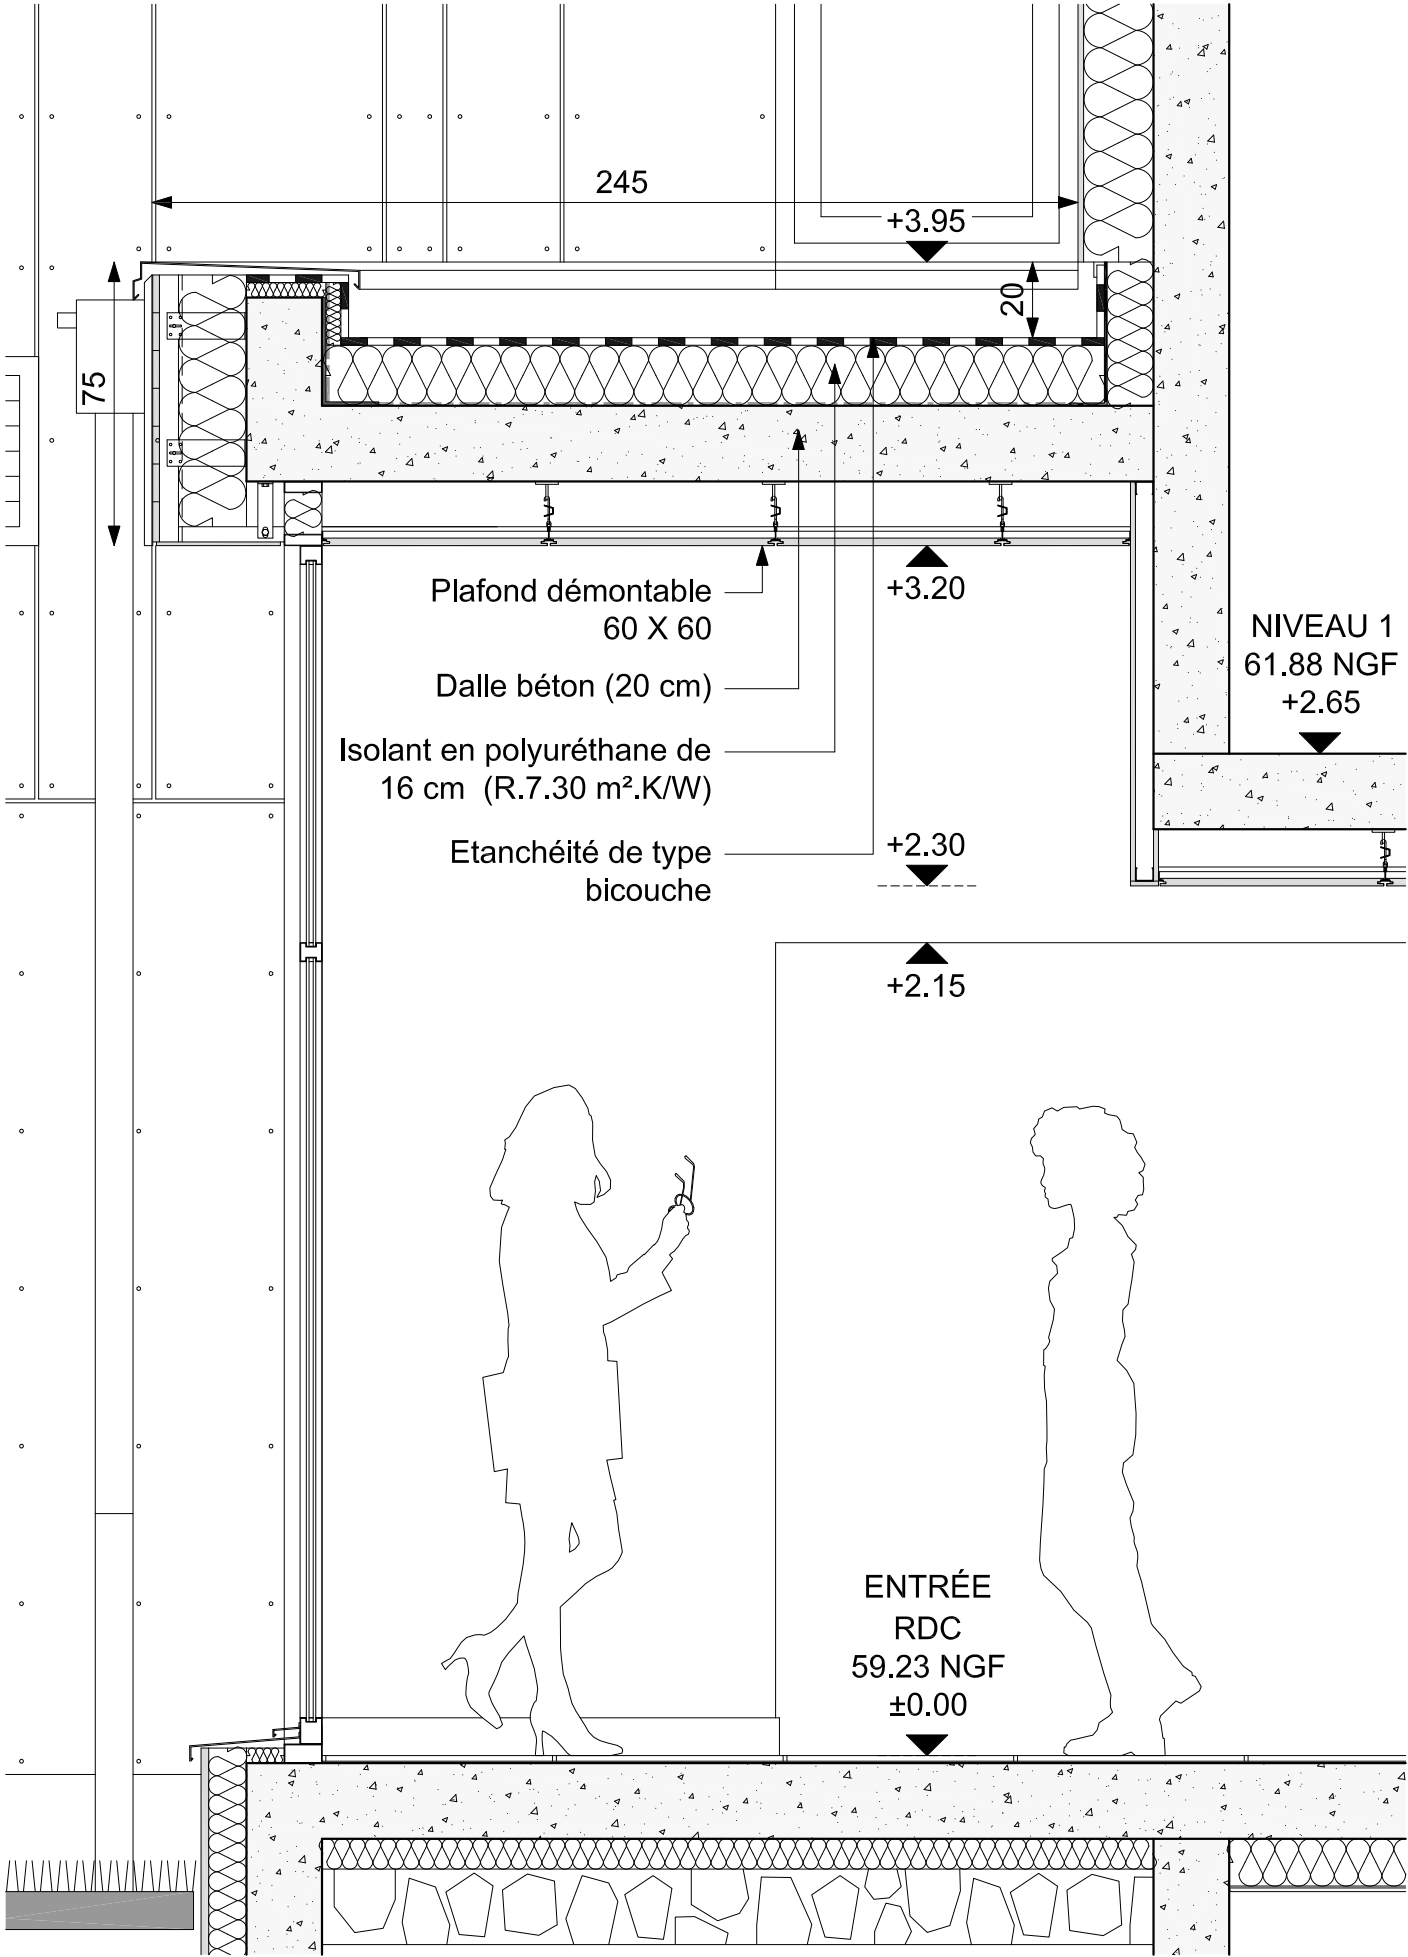 245
+3.95
20
75
Plafond démontable
60 X 60
+3.20
Dalle béton (20 cm)
NIVEAU 1
61.88 NGF
+2.65
Isolant en polyuréthane de
16 cm (R.7.30 m².K/W)
Etanchéité de type
bicouche
+2.30
+2.15
ENTRÉE
RDC
59.23 NGF
±0.00